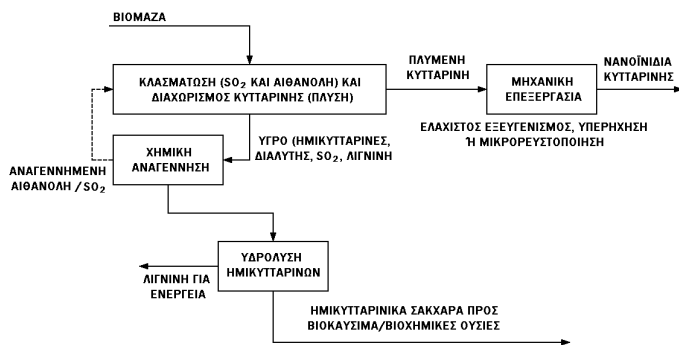 ΒΙΟΜΑΖΑ
ΚΛΑΣΜΑΤΩΣΗ (SO2 ΚΑΙ ΑΙΘΑΝΟΛΗ) ΚΑΙ
ΔΙΑΧΩΡΙΣΜΟΣ ΚΥΤΤΑΡΙΝΗΣ (ΠΛΥΣΗ)
ΠΛΥΜΕΝΗ
ΚΥΤΤΑΡΙΝΗ
ΜΗΧΑΝΙΚΗ
ΕΠΕΞΕΡΓΑΣΙΑ
ΝΑΝΟΪΝΙΔΙΑ
ΚΥΤΤΑΡΙΝΗΣ
ΕΛΑΧΙΣΤΟΣ ΕΞΕΥΓΕΝΙΣΜΟΣ, ΥΠΕΡΗΧΗΣΗ
Ή ΜΙΚΡΟΡΕΥΣΤΟΠΟΙΗΣΗ
ΥΓΡΟ (ΗΜΙΚΥΤΤΑΡΙΝΕΣ,
ΔΙΑΛΥΤΗΣ, SO2, ΛΙΓΝΙΝΗ
ΧΗΜΙΚΗ
ΑΝΑΓΕΝΝΗΣΗ
ΑΝΑΓΕΝΝΗΜΕΝΗ
ΑΙΘΑΝΟΛΗ/SO2
ΥΔΡΟΛΥΣΗ
ΗΜΙΚΥΤΤΑΡΙΝΩΝ
ΛΙΓΝΙΝΗ ΓΙΑ
ΕΝΕΡΓΕΙΑ
ΗΜΙΚΥΤΤΑΡΙΝΙΚΑ ΣΑΚΧΑΡΑ ΠΡΟΣ
ΒΙΟΚΑΥΣΙΜΑ/ΒΙΟΧΗΜΙΚΕΣ ΟΥΣΙΕΣ